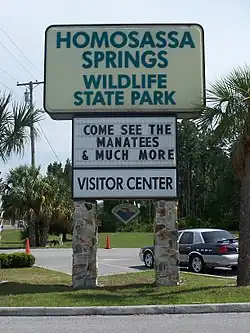 HOMOSASSA
SPRINGS
WILDLIFE
STATE PARK
COME SEE THE
MANATEES
& MUCH MORE
VISITOR CENTER